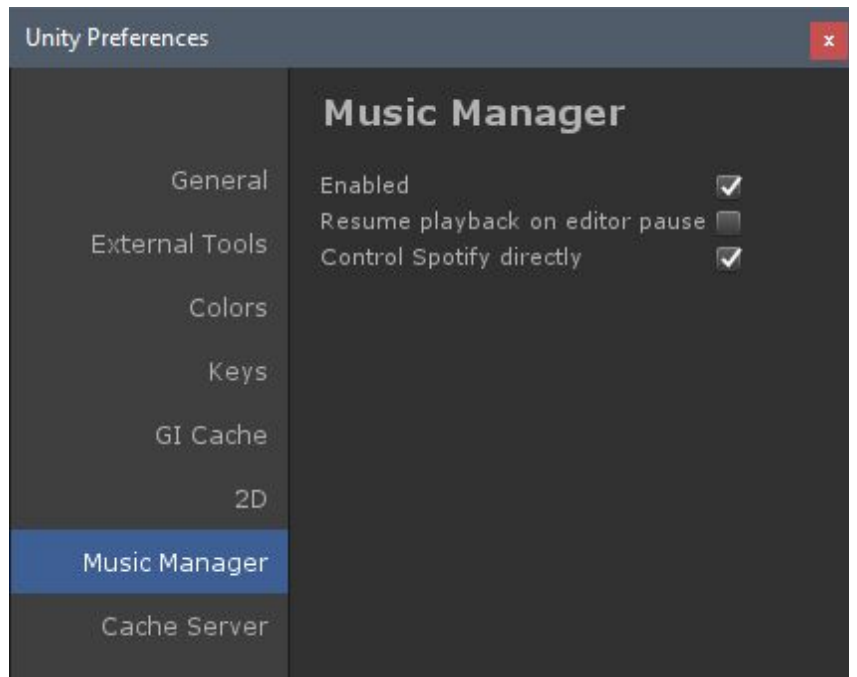 Unity Preferences
x
General
External Tools
Colors
Keys
GI Cache
2D
Music Manager
Cache Server
Music Manager
Enabled
Resume playback on editor pause
Control Spotify directly